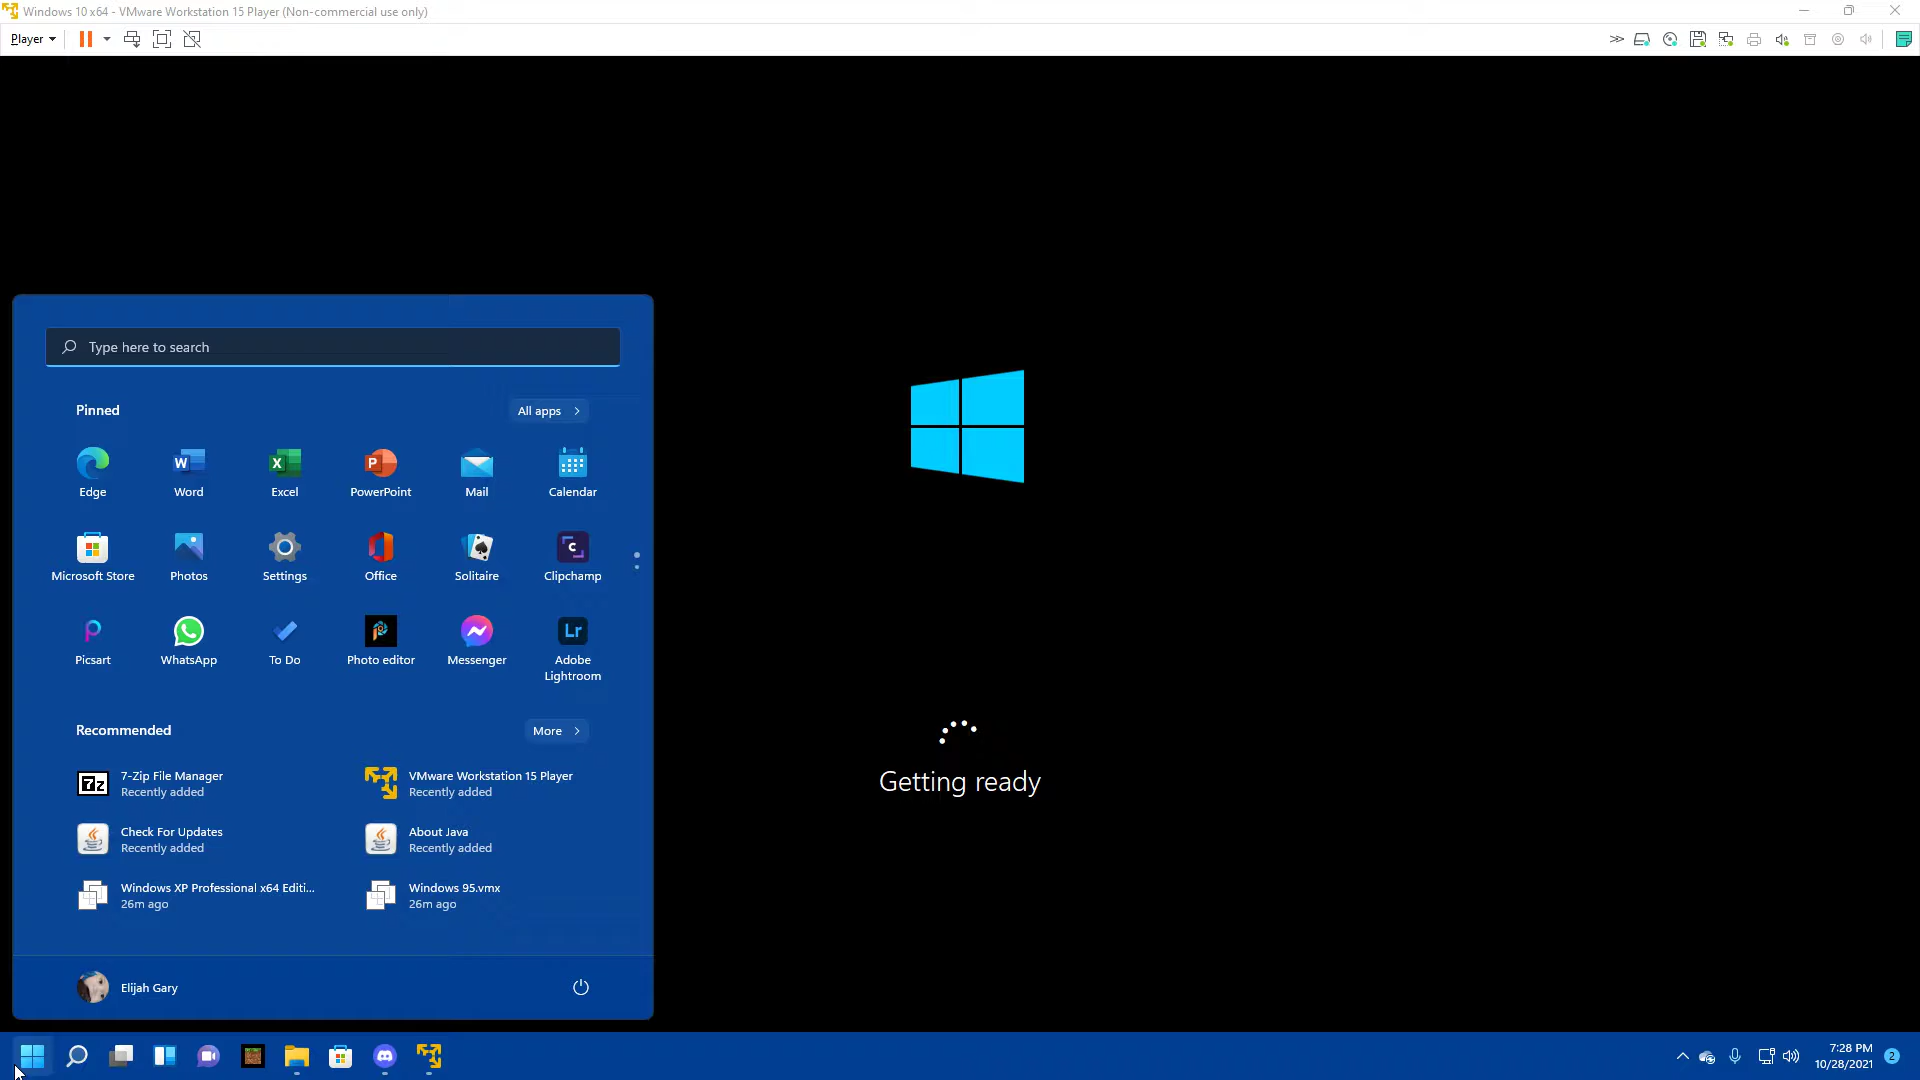 Windows 10 x64 - VMware Workstation 15 Player (Non-commercial use only)
Player
Type here to search
Pinned
All apps
Edge
Word
Excel
PowerPoint
Mail
Calendar
Microsoft Store
Photos
Settings
Office
Solitaire
Clipchamp
Picsart
WhatsApp
To Do
Photo editor
Messenger
Adobe
Lightroom
Recommended
More
7-Zip File Manager
Recently added
VMware Workstation 15 Player
Recently added
Check For Updates
Recently added
About Java
Recently added
Windows XP Professional x64 Editi...
26m ago
Windows 95.vmx
26m ago
Elijah Gary
Getting ready
7:28 PM
10/28/2021
2
W
X
P
C
Lr
7z